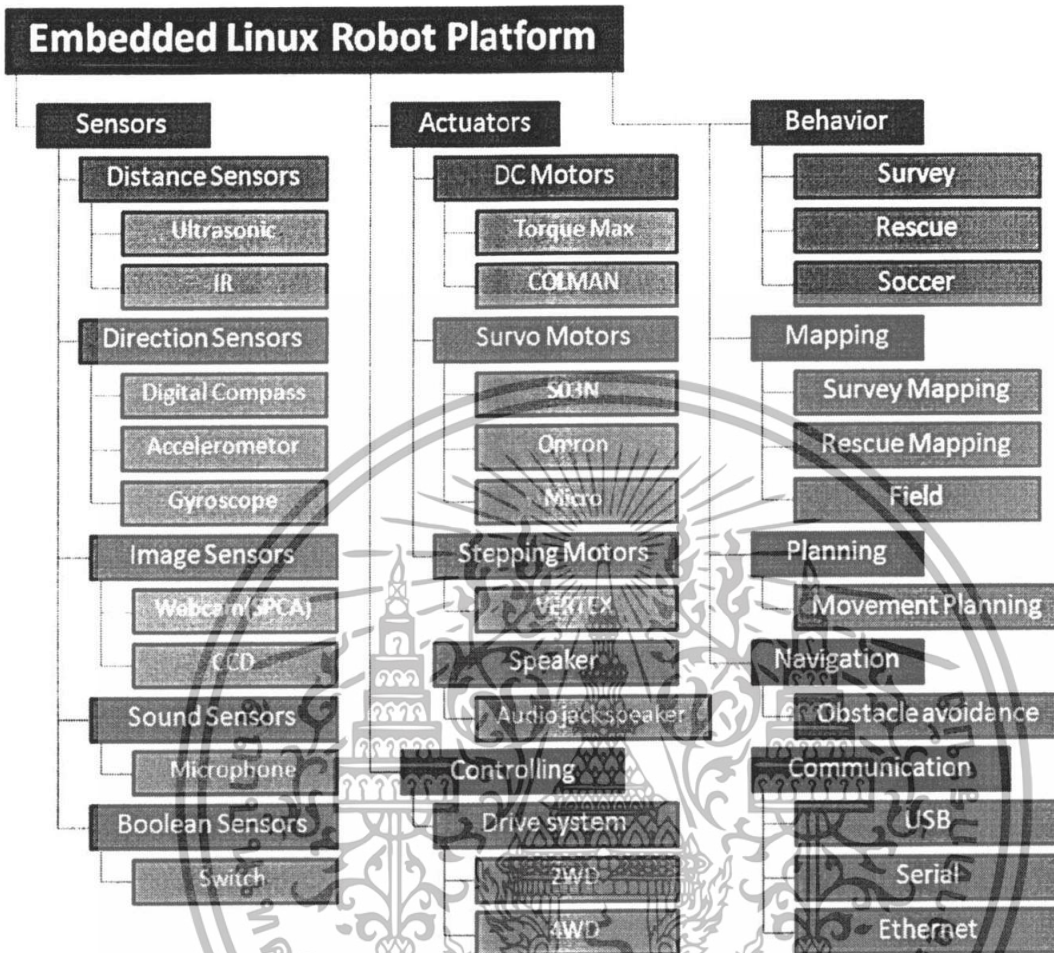 Embedded Linux Robot Platform
Sensors
Distance Sensors
Ultrasonic
IR
Direction Sensors
Digital Compass
Accelerometor
Gyroscope
Image Sensors
Webcam(SPCA)
CCD
Sound Sensors
Microphone
Boolean Sensors
Switch
Actuators
DC Motors
Torque Max
COLMAN
Survo Motors
S03N
Omron
Micro
Stepping Motors
VERTEX
Speaker
Audio jack speaker
Controlling
Drive system
2WD
4WD
Behavior
Survey
Rescue
Soccer
Mapping
Survey Mapping
Rescue Mapping
Field
Planning
Movement Planning
Navigation
Obstacle avoidance
Communication
USB
Serial
Ethernet